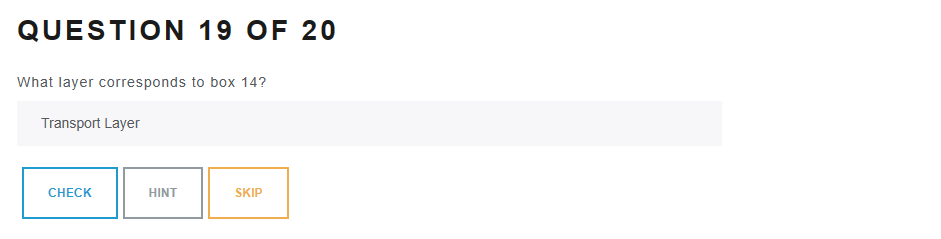 QUESTION 19 OF 20
What layer corresponds to box 14?
Transport Layer
CHECK HINT SKIP